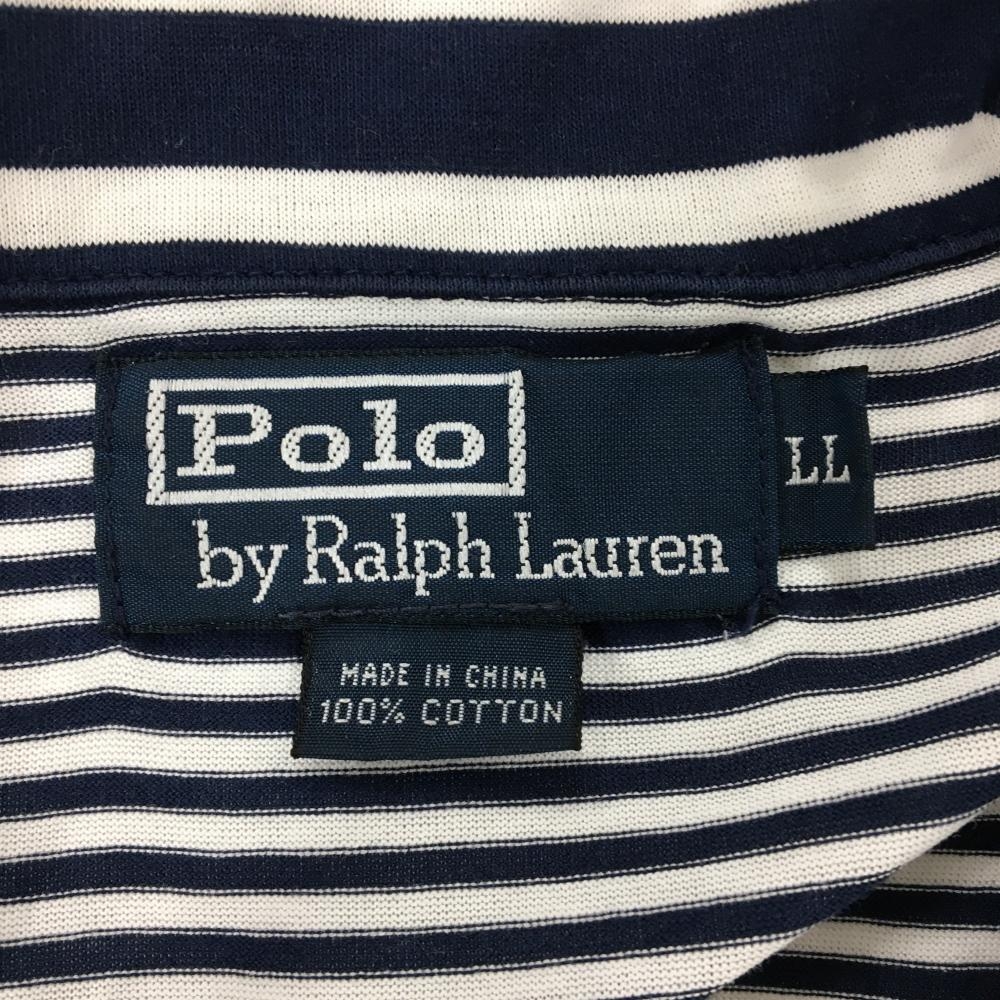 Polo
by Ralph Lauren
LL
MADE IN CHINA
100% COTTON